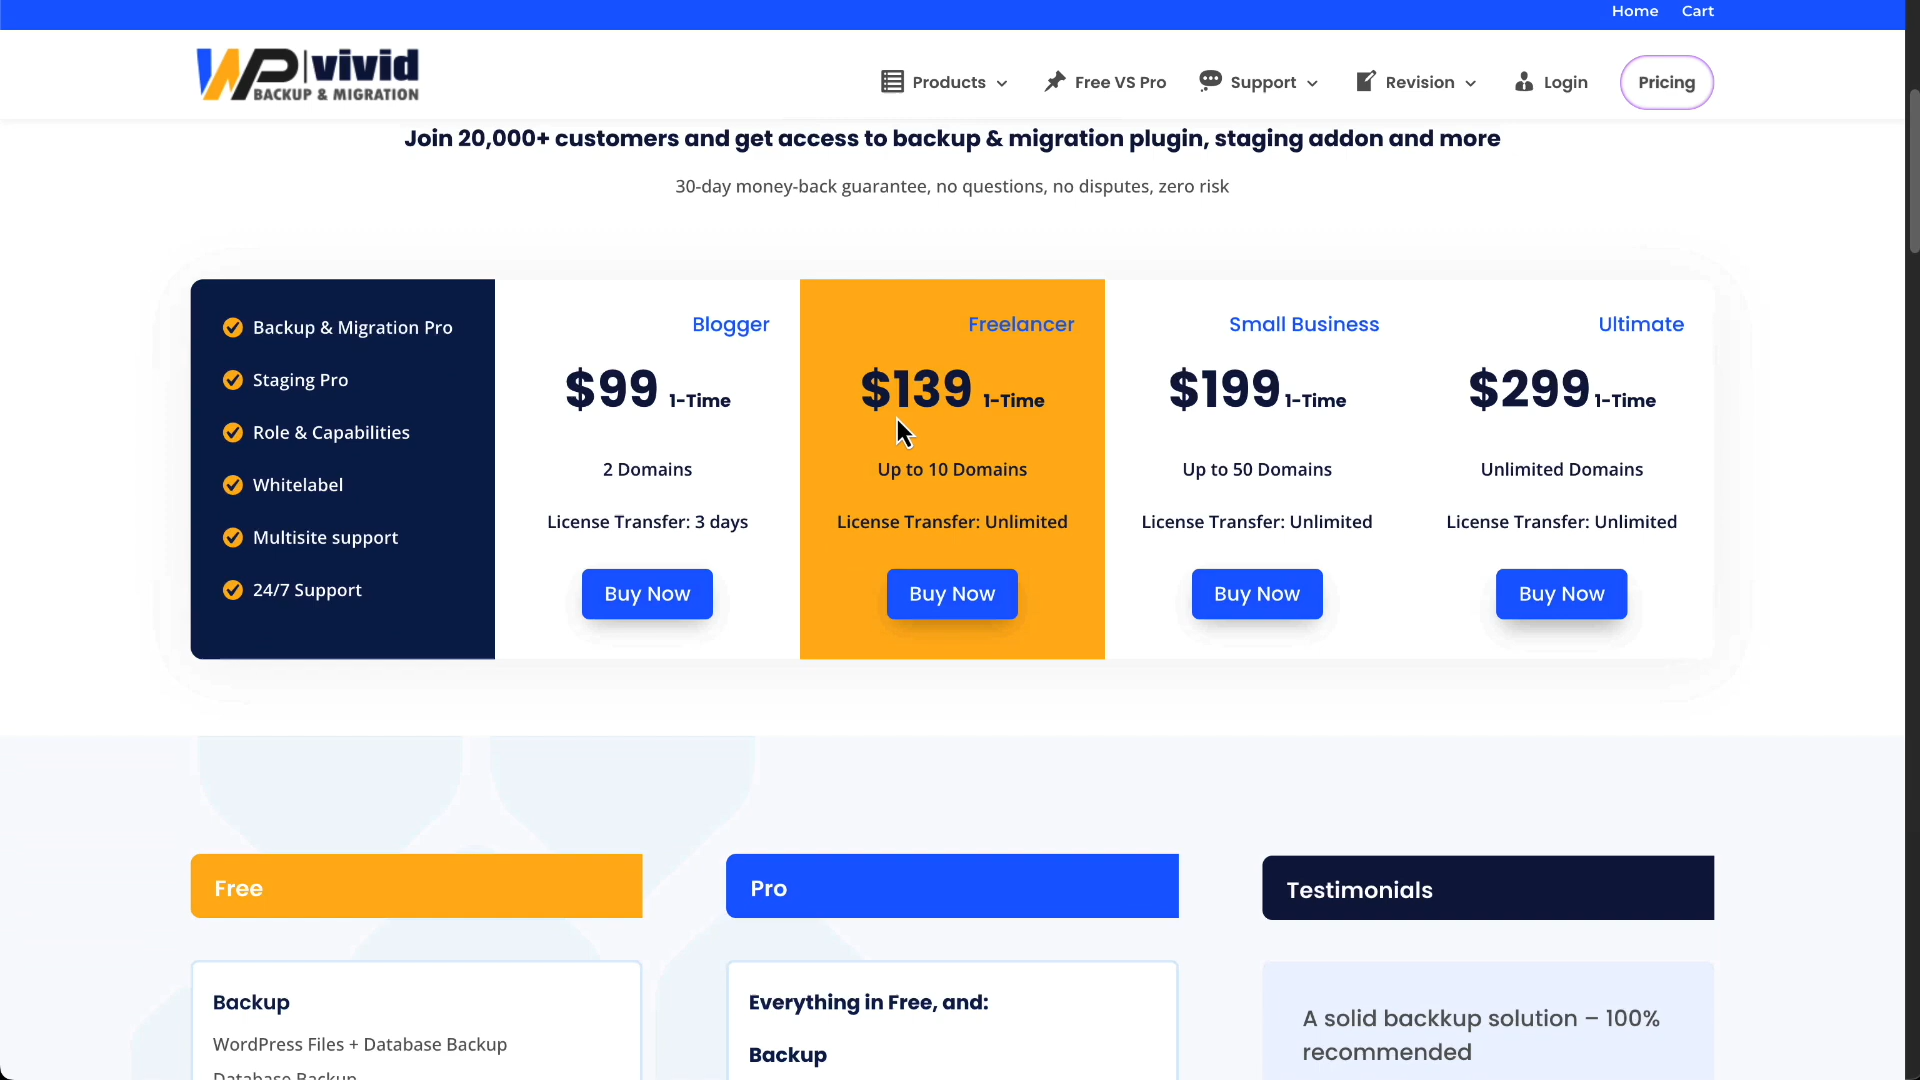 Home Cart
WP vivid
BACKUP & MIGRATION
Products Free VS Pro Support Revision Login Pricing
Join 20,000+ customers and get access to backup & migration plugin, staging addon and more
30-day money-back guarantee, no questions, no disputes, zero risk
Backup & Migration Pro
Staging Pro
Role & Capabilities
Whitelabel
Multisite support
24/7 Support
Blogger
$99 1-Time
2 Domains
License Transfer: 3 days
Buy Now
Freelancer
$139 1-Time
Up to 10 Domains
License Transfer: Unlimited
Buy Now
Small Business
$199 1-Time
Up to 50 Domains
License Transfer: Unlimited
Buy Now
Ultimate
$299 1-Time
Unlimited Domains
License Transfer: Unlimited
Buy Now
Free
Backup
WordPress Files + Database Backup
Database Backup
Pro
Everything in Free, and:
Backup
Testimonials
A solid backkup solution – 100%
recommended